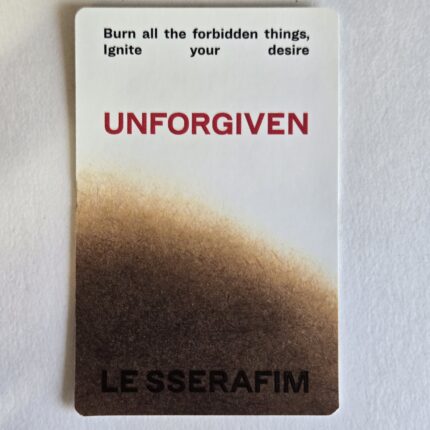 Burn all the forbidden things,
Ignite your desire
UNFORGIVEN
LE SSERAFIM